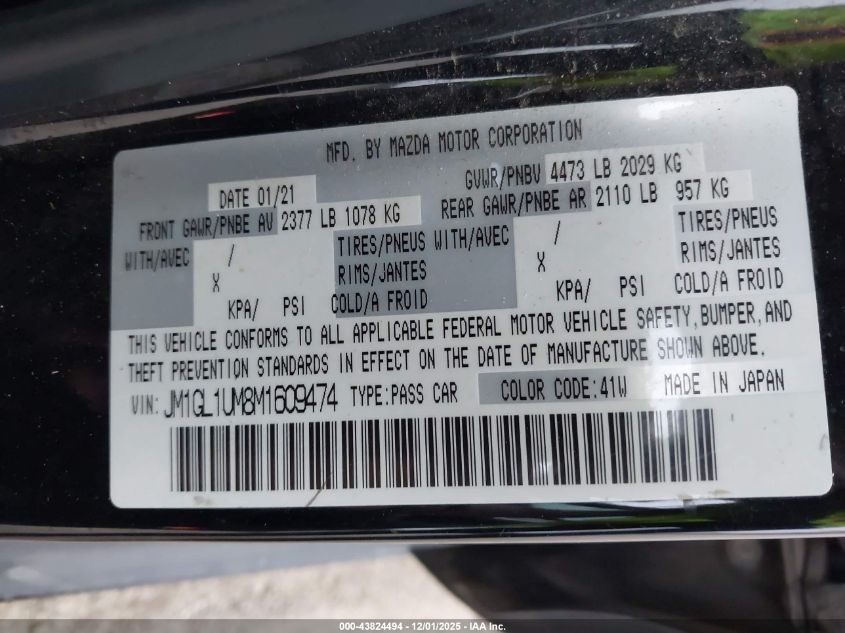 MFD. BY MAZDA MOTOR CORPORATION
DATE 01/21 GVWR/PNBV 4473 LB 2029 KG
FRONT GAWR/PNBE AV 2377 LB 1078 KG REAR GAWR/PNBE AR 2110 LB 957 KG
WITH/AVEC / TIRES/PNEUS WITH/AVEC / TIRES/PNEUS
X RIMS/JANTES X RIMS/JANTES
KPA/ PSI COLD/A FROID KPA/ PSI COLD/A FROID
THIS VEHICLE CONFORMS TO ALL APPLICABLE FEDERAL MOTOR VEHICLE SAFETY, BUMPER, AND
THEFT PREVENTION STANDARDS IN EFFECT ON THE DATE OF MANUFACTURE SHOWN ABOVE.
VIN: JM1GL1UM8M1609474 TYPE:PASS CAR COLOR CODE:41W MADE IN JAPAN
000-43824494 - 12/01/2025 - IAA Inc.